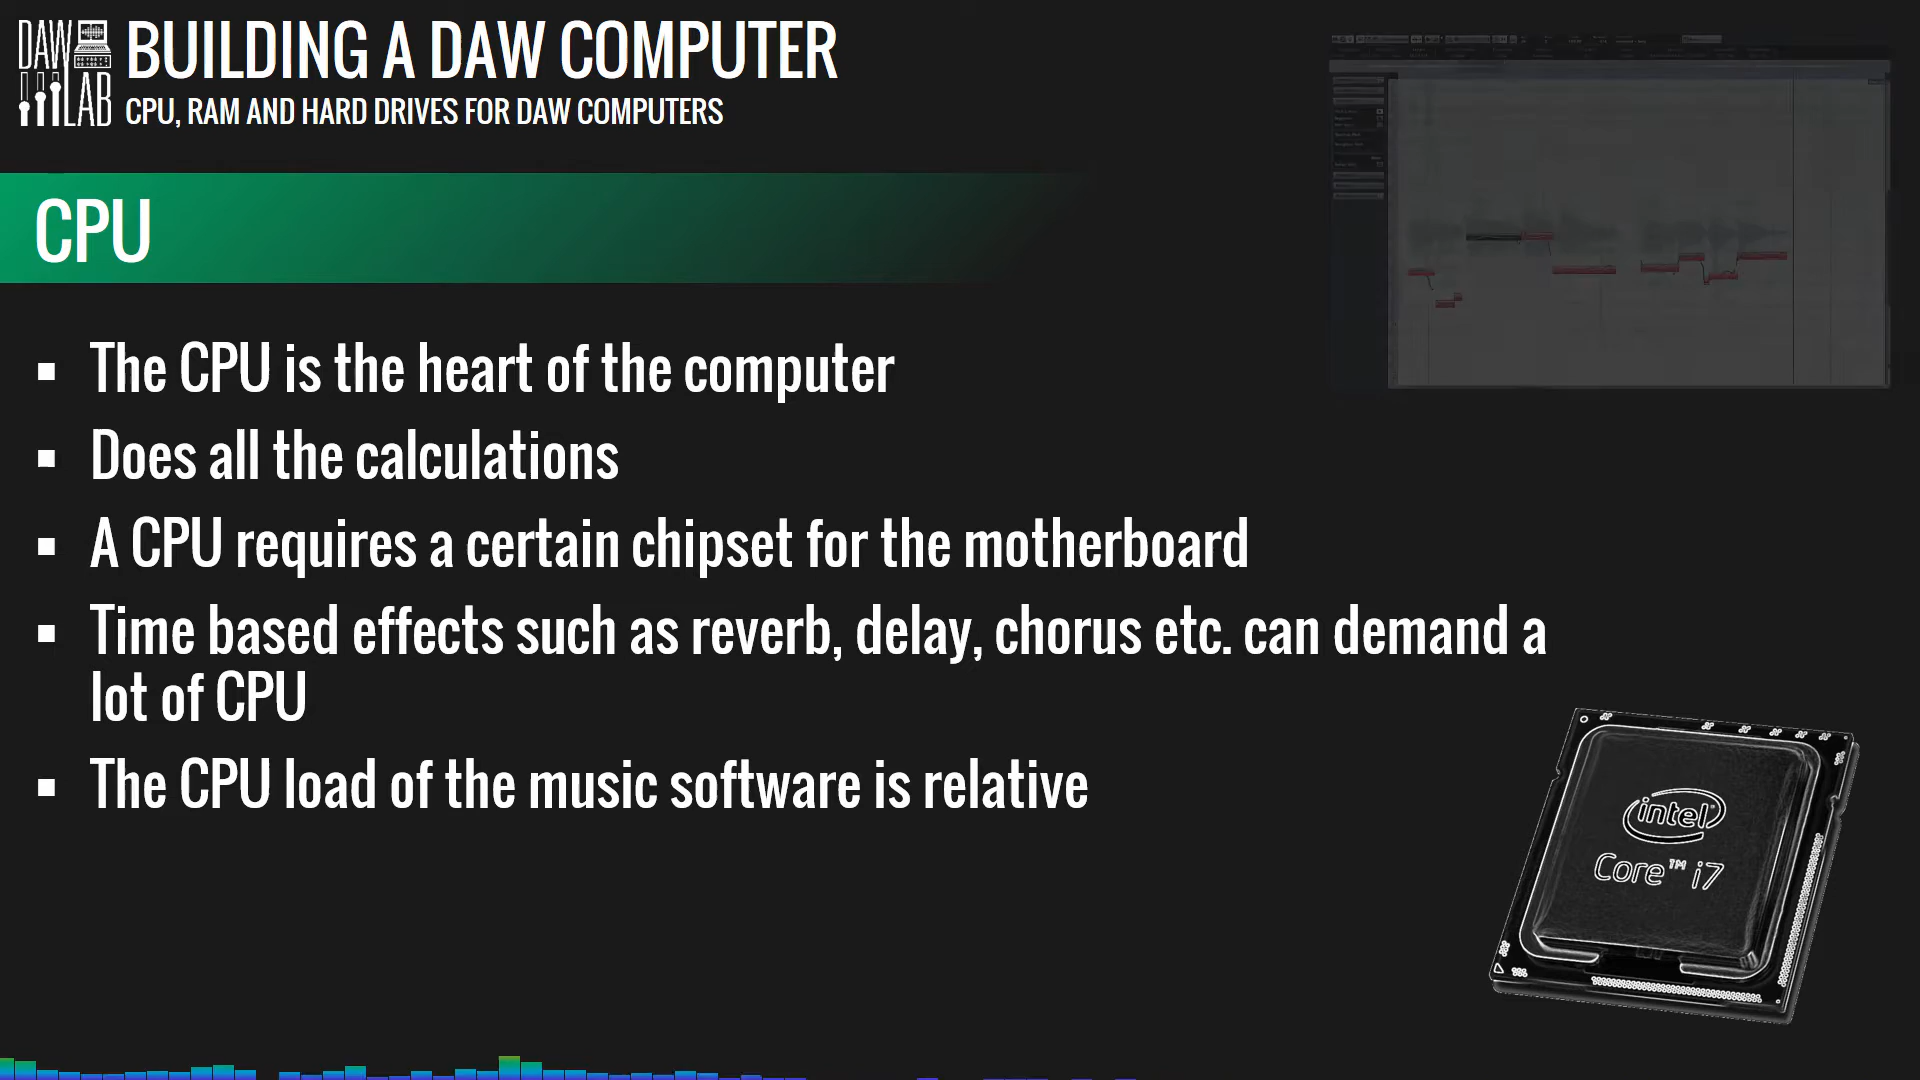 DAW
LAB
BUILDING A DAW COMPUTER
CPU, RAM AND HARD DRIVES FOR DAW COMPUTERS
CPU
▪ The CPU is the heart of the computer
▪ Does all the calculations
▪ A CPU requires a certain chipset for the motherboard
▪ Time based effects such as reverb, delay, chorus etc. can demand a
lot of CPU
▪ The CPU load of the music software is relative
intel
Core™ i7